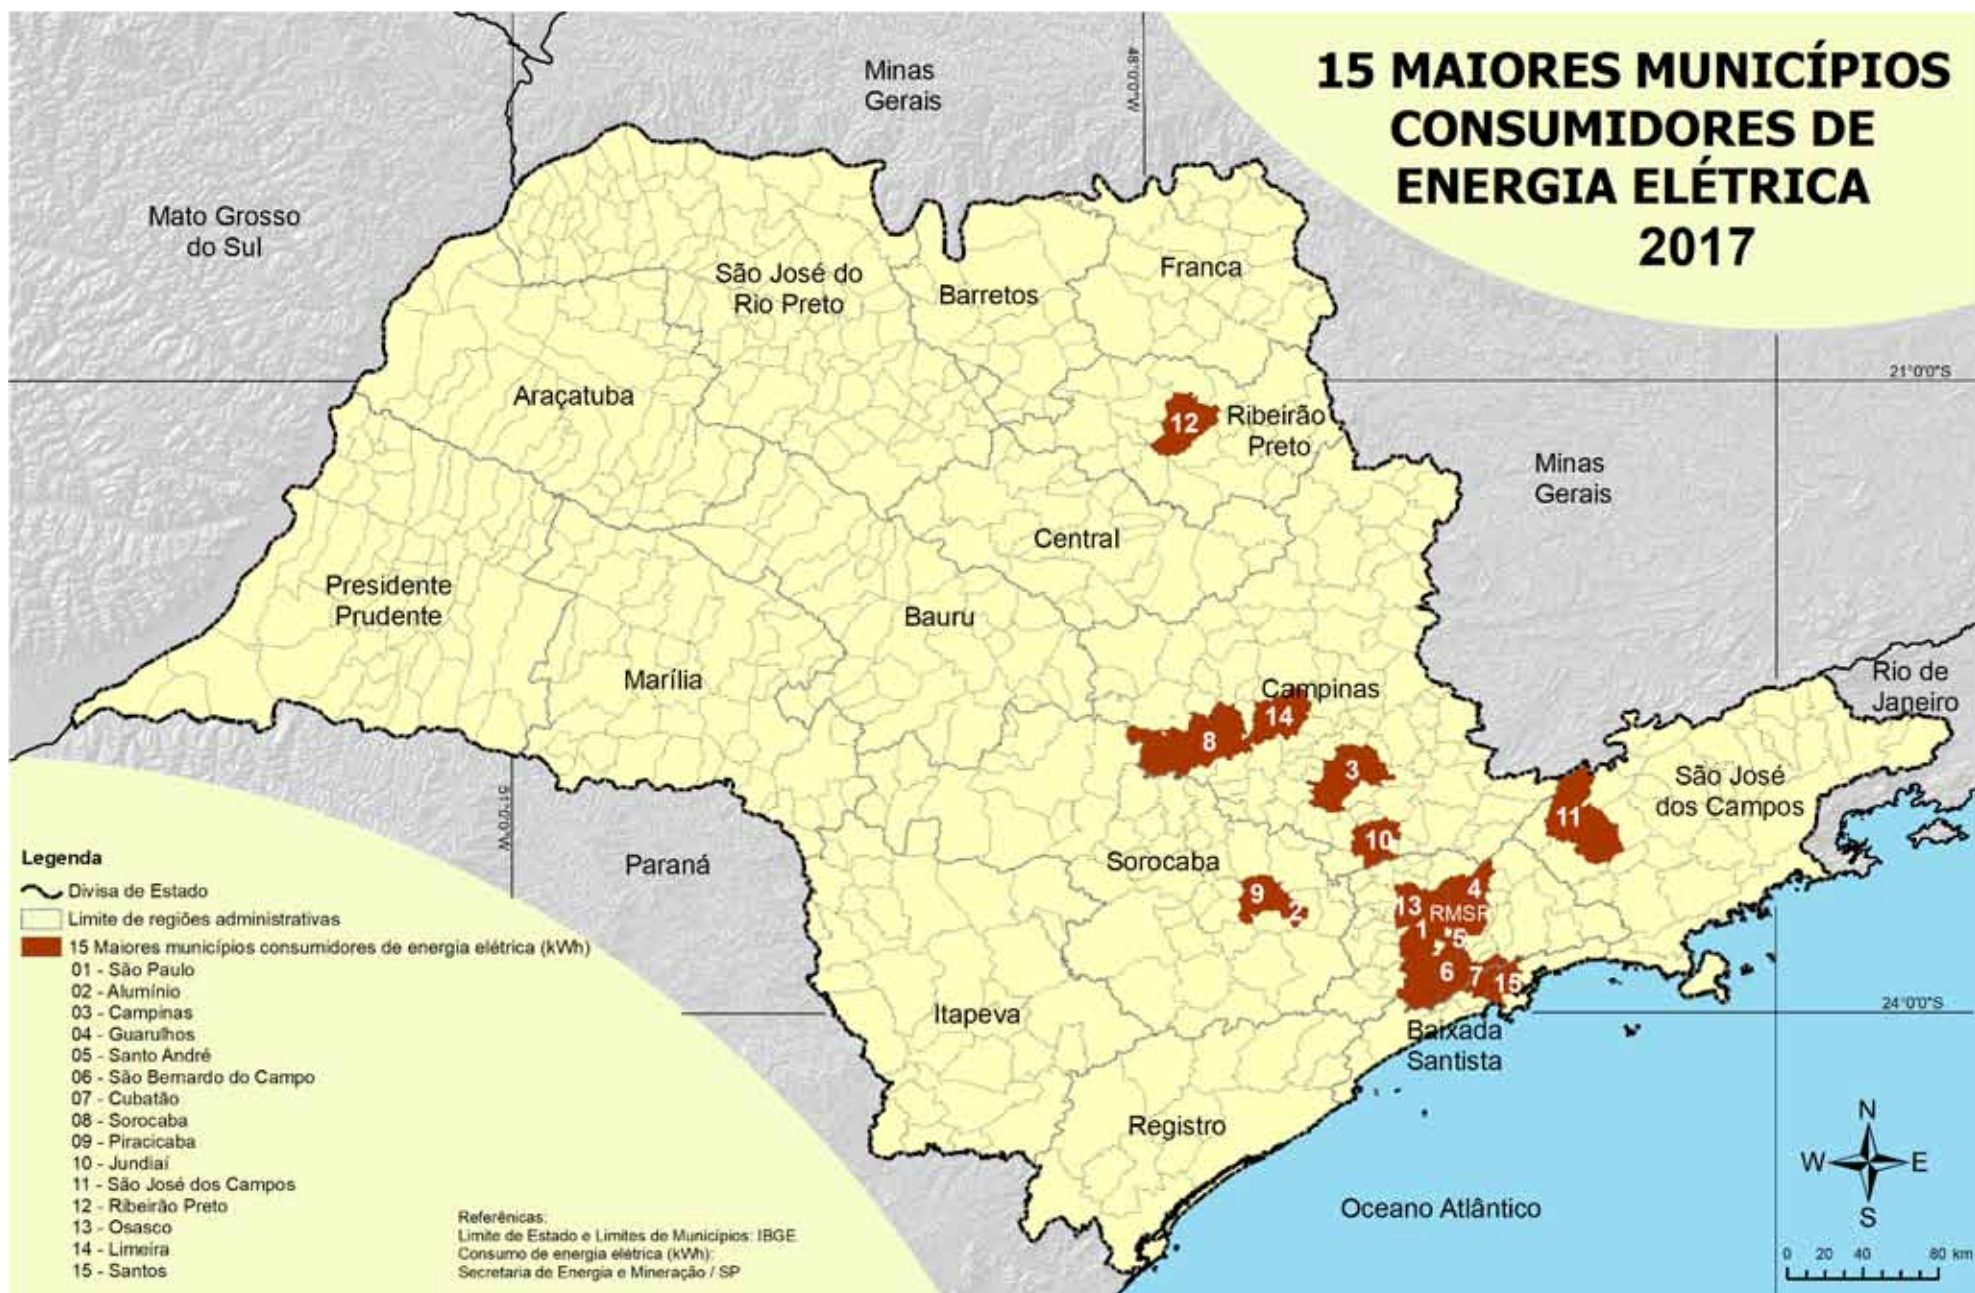 15 MAIORES MUNICÍPIOS
CONSUMIDORES DE
ENERGIA ELÉTRICA
2017
Minas
Gerais
48°0'0"W
Mato Grosso
do Sul
São José do
Rio Preto
Barretos
Franca
21°0'0"S
Araçatuba
12
Ribeirão
Preto
Minas
Gerais
Central
Presidente
Prudente
Bauru
Marília
Campinas
Rio de
Janeiro
14
8
3
São José
dos Campos
11
51°0'0"W
10
Paraná
Sorocaba
9
2
4
13
RMSP
1
5
6
7
15
24°0'0"S
Itapeva
Baixada
Santista
Registro
Oceano Atlântico
N
W
E
S
0 20 40 80 km
Legenda
Divisa de Estado
Limite de regiões administrativas
15 Maiores municípios consumidores de energia elétrica (kWh)
01 - São Paulo
02 - Alumínio
03 - Campinas
04 - Guarulhos
05 - Santo André
06 - São Bernardo do Campo
07 - Cubatão
08 - Sorocaba
09 - Piracicaba
10 - Jundiaí
11 - São José dos Campos
12 - Ribeirão Preto
13 - Osasco
14 - Limeira
15 - Santos
Referênicas:
Limite de Estado e Limites de Municípios: IBGE
Consumo de energia elétrica (kWh):
Secretaria de Energia e Mineração / SP